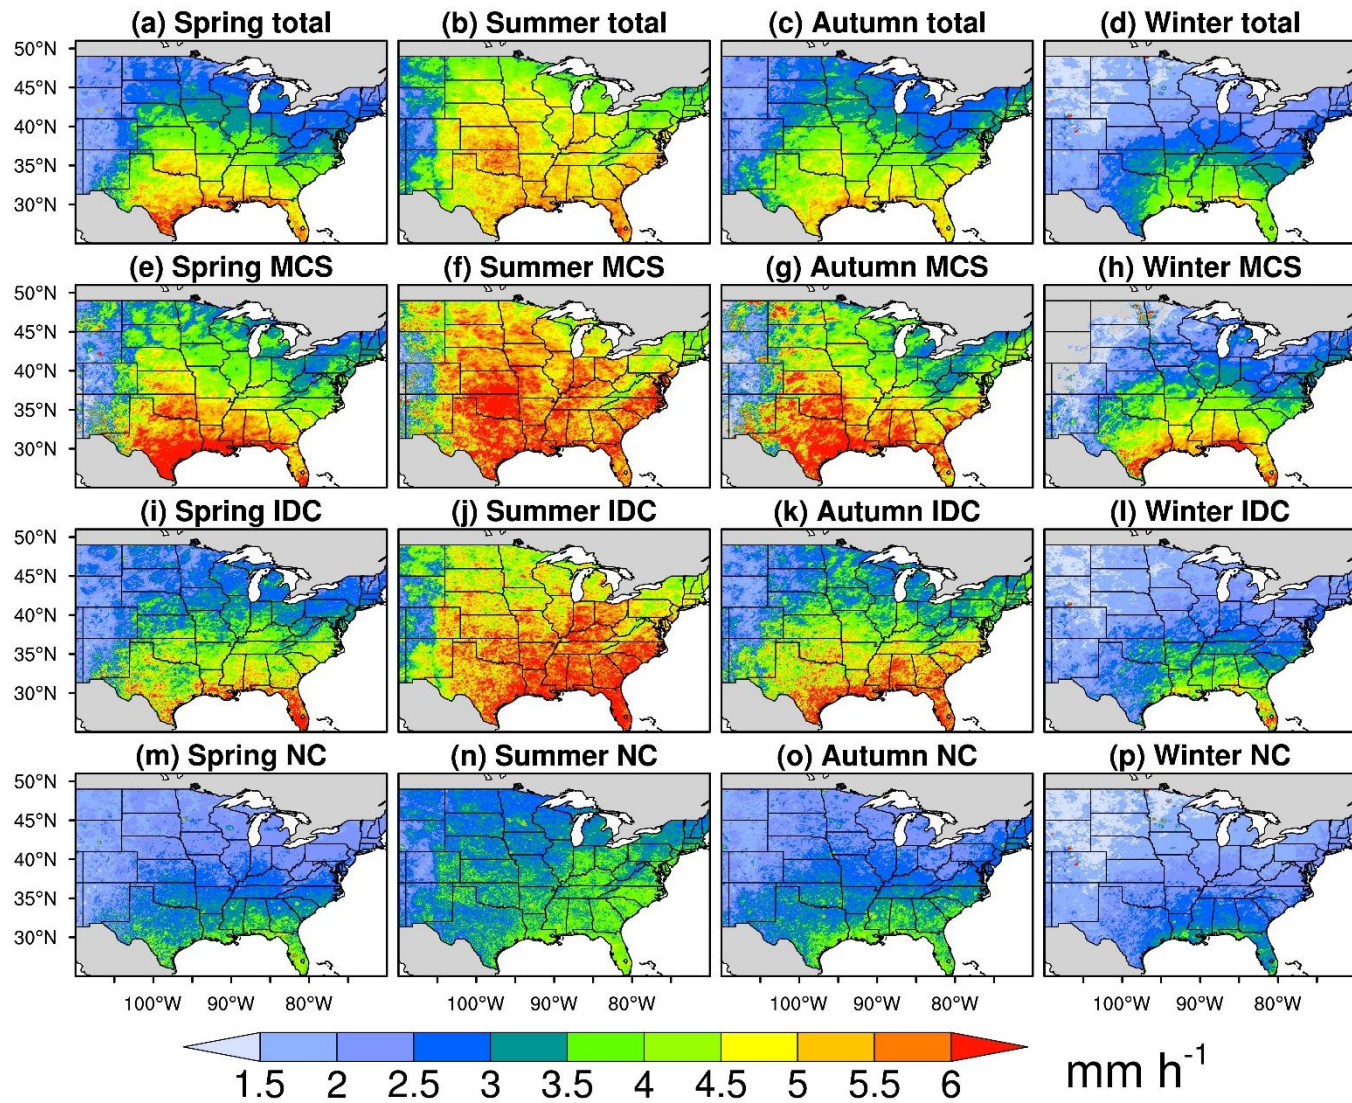 (a) Spring total (b) Summer total (c) Autumn total (d) Winter total
50°N
45°N
40°N
35°N
30°N
(e) Spring MCS (f) Summer MCS (g) Autumn MCS (h) Winter MCS
50°N
45°N
40°N
35°N
30°N
(i) Spring IDC (j) Summer IDC (k) Autumn IDC (l) Winter IDC
50°N
45°N
40°N
35°N
30°N
(m) Spring NC (n) Summer NC (o) Autumn NC (p) Winter NC
50°N
45°N
40°N
35°N
30°N
100°W 90°W 80°W 100°W 90°W 80°W 100°W 90°W 80°W 100°W 90°W 80°W
1.5 2 2.5 3 3.5 4 4.5 5 5.5 6 mm h⁻¹